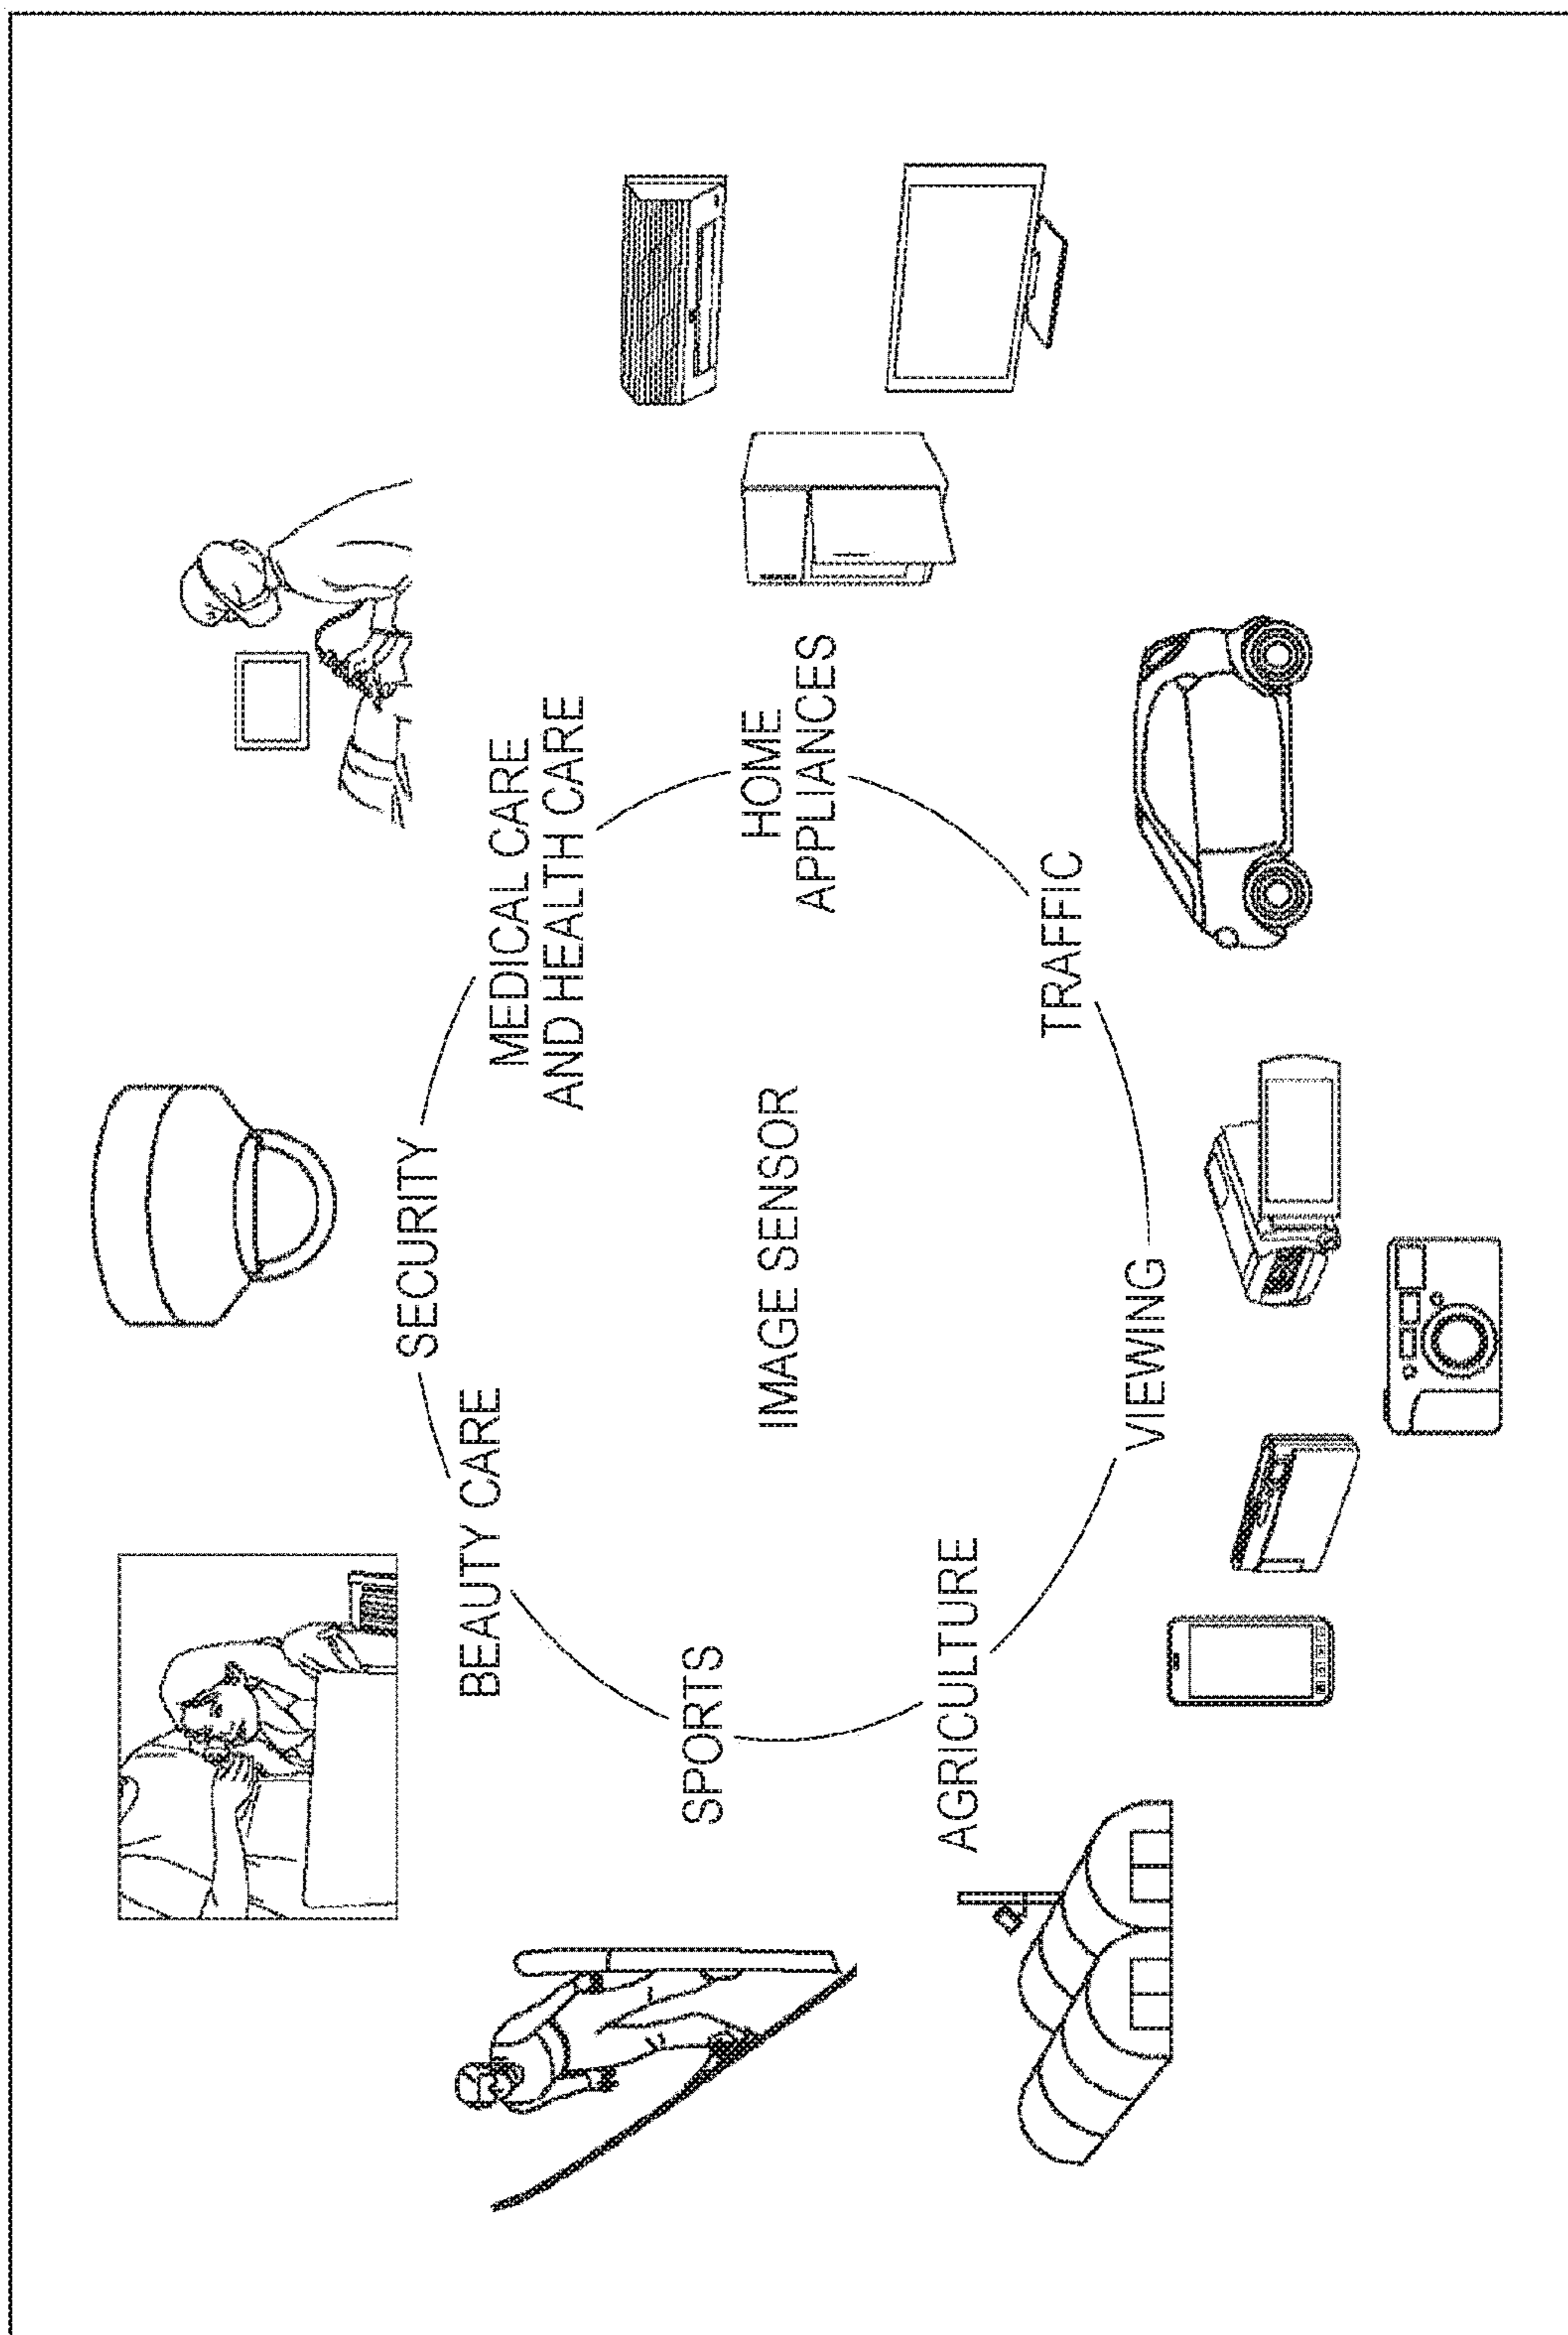 SECURITY
BEAUTY CARE
MEDICAL CARE
AND HEALTH CARE
SPORTS
IMAGE SENSOR
HOME
APPLIANCES
AGRICULTURE
TRAFFIC
VIEWING